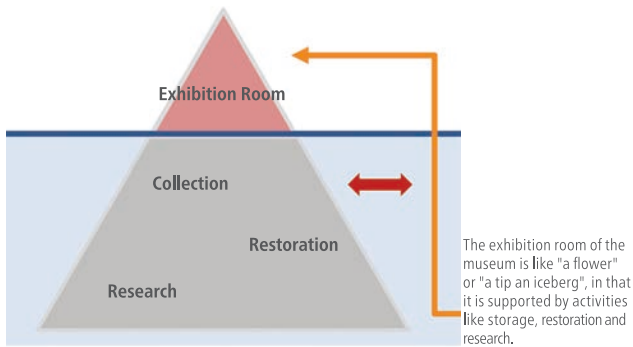 Exhibition Room
Collection
Restoration
Research
The exhibition room of the
museum is like "a flower"
or "a tip an iceberg", in that
it is supported by activities
like storage, restoration and
research.